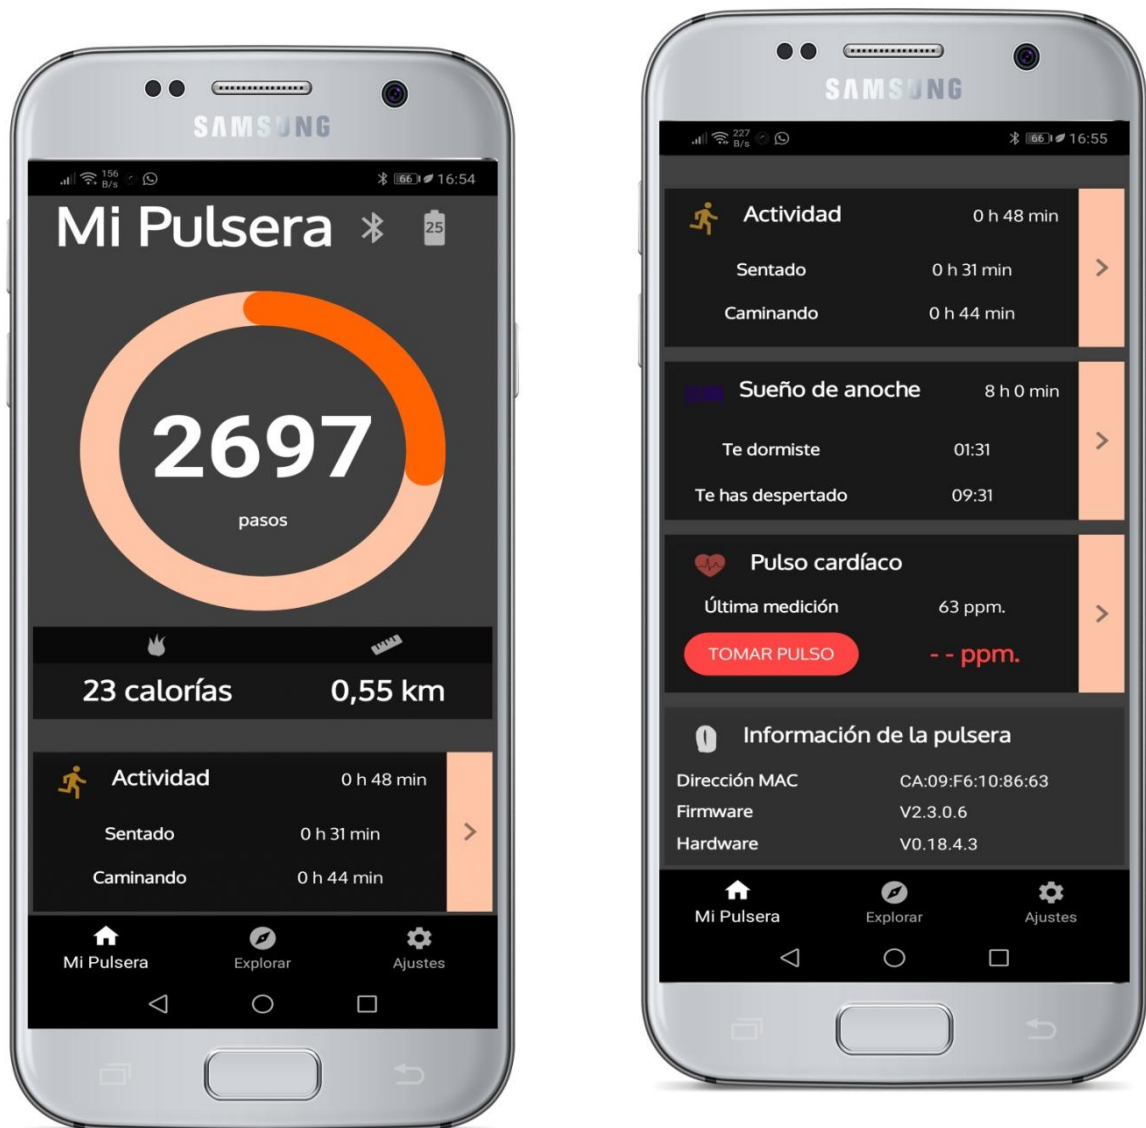 SAMSUNG
156 B/s 66 16:54
Mi Pulsera 25
2697
pasos
23 calorías 0,55 km
Actividad 0 h 48 min
Sentado 0 h 31 min
Caminando 0 h 44 min
Mi Pulsera Explorar Ajustes
SAMSUNG
227 B/s 66 16:55
Actividad 0 h 48 min
Sentado 0 h 31 min
Caminando 0 h 44 min
Sueño de anoche 8 h 0 min
Te dormiste 01:31
Te has despertado 09:31
Pulso cardíaco
Última medición 63 ppm.
TOMAR PULSO - - ppm.
Información de la pulsera
Dirección MAC CA:09:F6:10:86:63
Firmware V2.3.0.6
Hardware V0.18.4.3
Mi Pulsera Explorar Ajustes